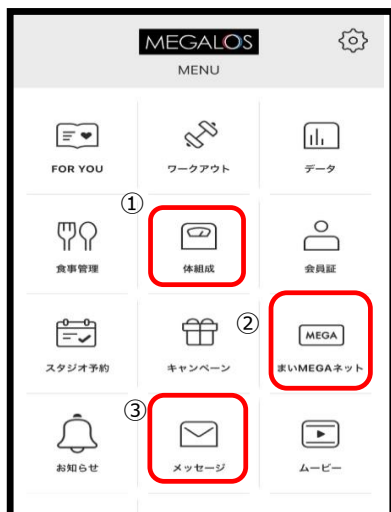 MEGALOS
MENU
FOR YOU
ワークアウト
データ
①
食事管理
体組成
会員証
②
MEGA
スタジオ予約
キャンペーン
まいMEGAネット
③
お知らせ
メッセージ
ムービー